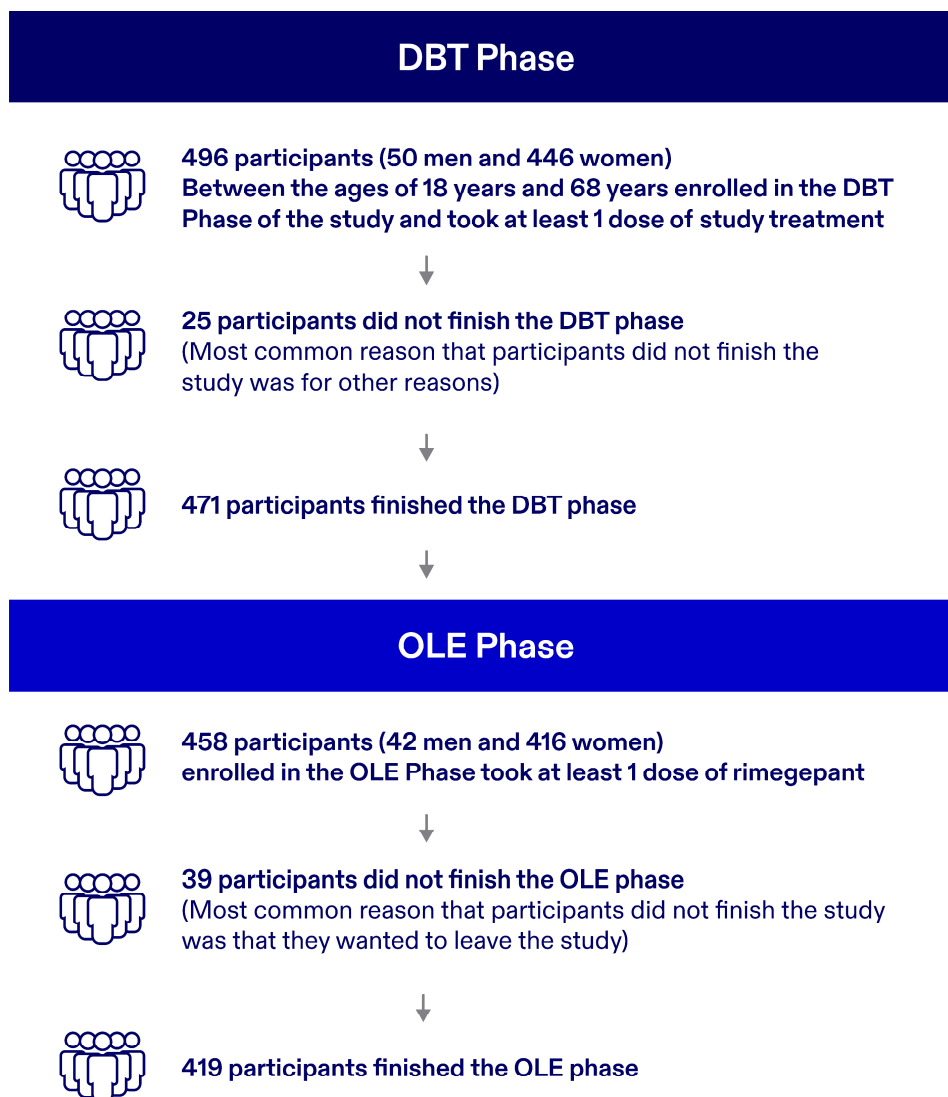 DBT Phase
496 participants (50 men and 446 women)
Between the ages of 18 years and 68 years enrolled in the DBT
Phase of the study and took at least 1 dose of study treatment
25 participants did not finish the DBT phase
(Most common reason that participants did not finish the
study was for other reasons)
471 participants finished the DBT phase
OLE Phase
458 participants (42 men and 416 women)
enrolled in the OLE Phase took at least 1 dose of rimegepant
39 participants did not finish the OLE phase
(Most common reason that participants did not finish the study
was that they wanted to leave the study)
419 participants finished the OLE phase